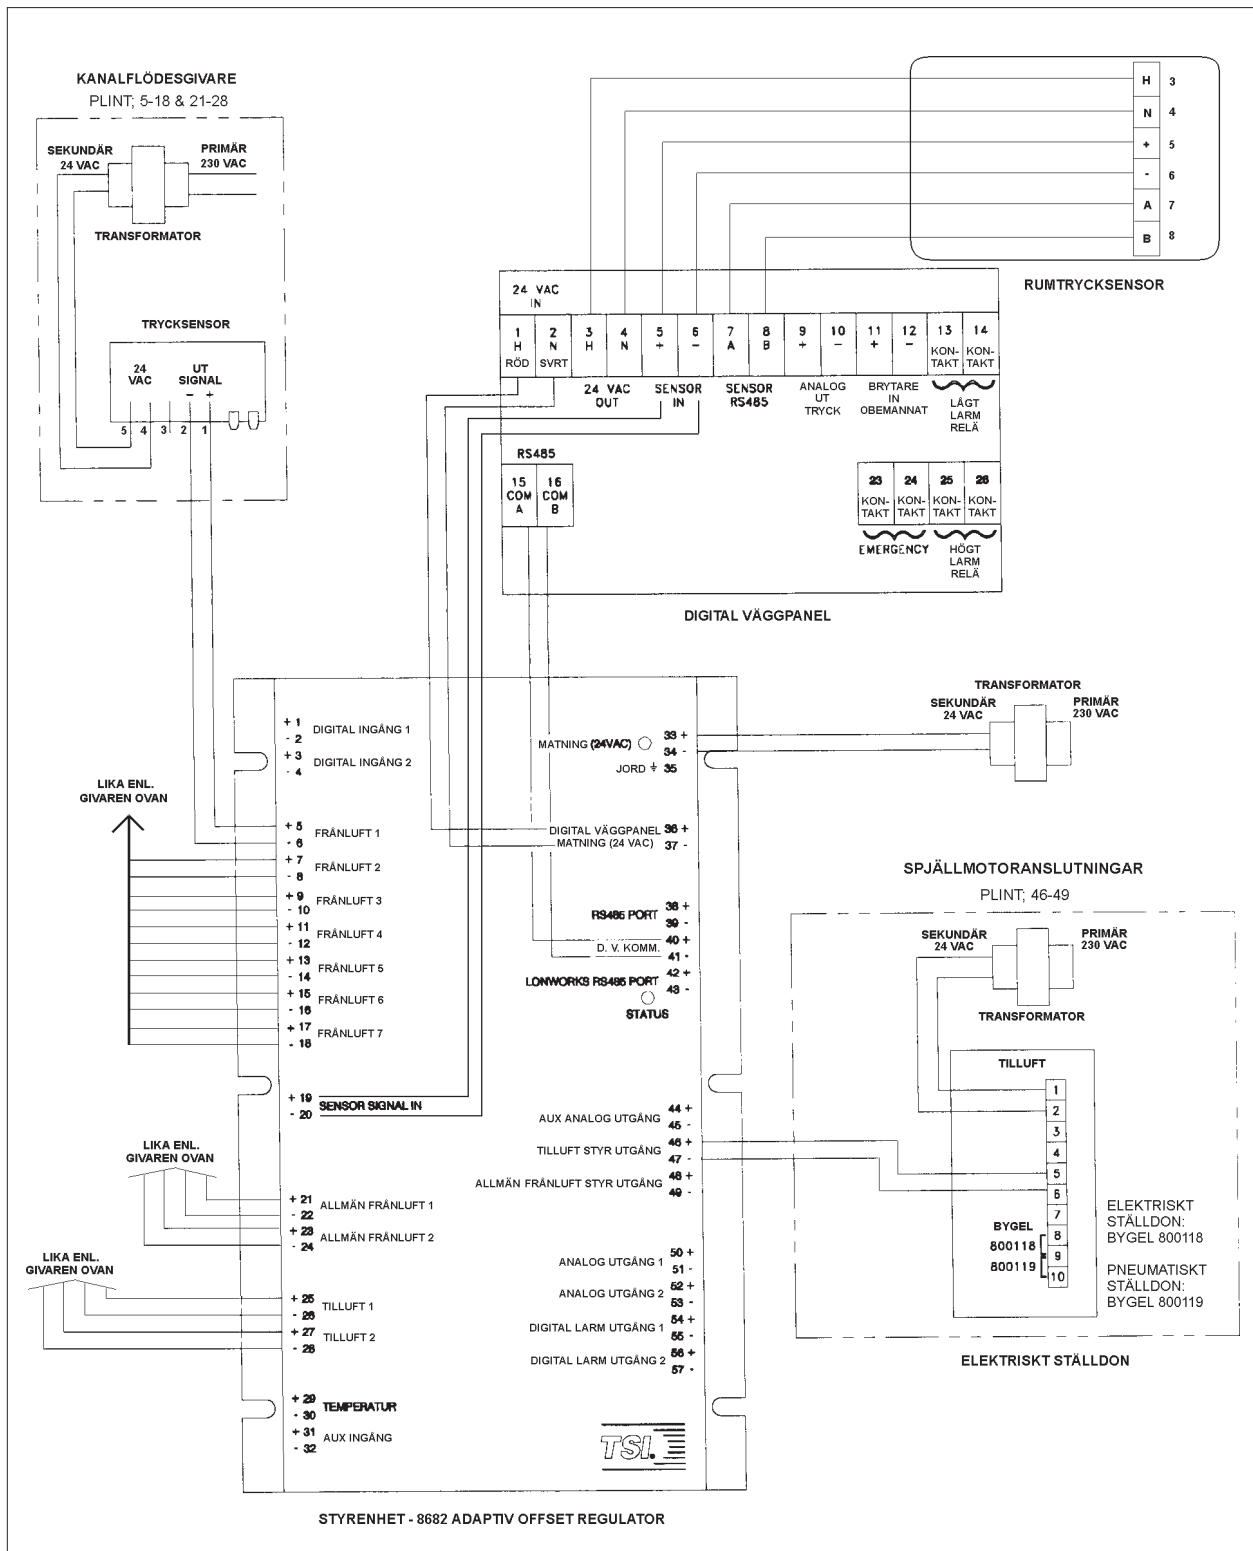 KANALFLÖDESGIVARE
PLINT; 5-18 & 21-28
SEKUNDÄR
24 VAC
PRIMÄR
230 VAC
TRANSFORMATOR
TRYCKSENSOR
24
VAC
UT
SIGNAL
- +
5 4 3 2 1
H 3
N 4
+ 5
- 6
A 7
B 8
RUMTRYCKSENSOR
24 VAC
IN
1 2 3 4 5 6 7 8 9 10 11 12 13 14
H N H N + - A B + - + - KON-TAKT KON-TAKT
RÖD SVRT
24 VAC
OUT
SENSOR
IN
SENSOR
RS485
ANALOG
UT
TRYCK
BRYTARE
IN
OBEMANNAT
LÅGT
LARM
RELÄ
RS485
15 16
COM COM
A B
23 24 25 26
KON- KON- KON- KON-
TAKT TAKT TAKT TAKT
EMERGENCY
HÖGT
LARM
RELÄ
DIGITAL VÄGGPANEL
+ 1
- 2
DIGITAL INGÅNG 1
+ 3
- 4
DIGITAL INGÅNG 2
LIKA ENL.
GIVAREN OVAN
+ 5
- 6
FRÅNLUFT 1
+ 7
- 8
FRÅNLUFT 2
+ 9
- 10
FRÅNLUFT 3
+ 11
- 12
FRÅNLUFT 4
+ 13
- 14
FRÅNLUFT 5
+ 15
- 16
FRÅNLUFT 6
+ 17
- 18
FRÅNLUFT 7
+ 19
- 20
SENSOR SIGNAL IN
LIKA ENL.
GIVAREN OVAN
+ 21
- 22
ALLMÄN FRÅNLUFT 1
+ 23
- 24
ALLMÄN FRÅNLUFT 2
LIKA ENL.
GIVAREN OVAN
+ 25
- 26
TILLUFT 1
+ 27
- 28
TILLUFT 2
+ 29
- 30
TEMPERATUR
+ 31
- 32
AUX INGÅNG
MATNING (24VAC)
33 +
34 -
JORD 35
DIGITAL VÄGGPANEL 36 +
MATNING (24 VAC) 37 -
RS485 PORT
38 +
39 -
D. V. KOMM.
40 +
41 -
LONWORKS RS485 PORT
42 +
43 -
STATUS
AUX ANALOG UTGÅNG
44 +
45 -
TILLUFT STYR UTGÅNG
46 +
47 -
ALLMÄN FRÅNLUFT STYR UTGÅNG
48 +
49 -
ANALOG UTGÅNG 1
50 +
51 -
ANALOG UTGÅNG 2
52 +
53 -
DIGITAL LARM UTGÅNG 1
54 +
55 -
DIGITAL LARM UTGÅNG 2
56 +
57 -
TSI.
STYRENHET - 8682 ADAPTIV OFFSET REGULATOR
TRANSFORMATOR
SEKUNDÄR
24 VAC
PRIMÄR
230 VAC
SPJÄLLMOTORANSLUTNINGAR
PLINT; 46-49
SEKUNDÄR
24 VAC
PRIMÄR
230 VAC
TRANSFORMATOR
TILLUFT
1
2
3
4
5
6
7
8
9
10
BYGEL
800118
800119
ELEKTRISKT
STÄLLDON:
BYGEL 800118
PNEUMATISKT
STÄLLDON:
BYGEL 800119
ELEKTRISKT STÄLLDON